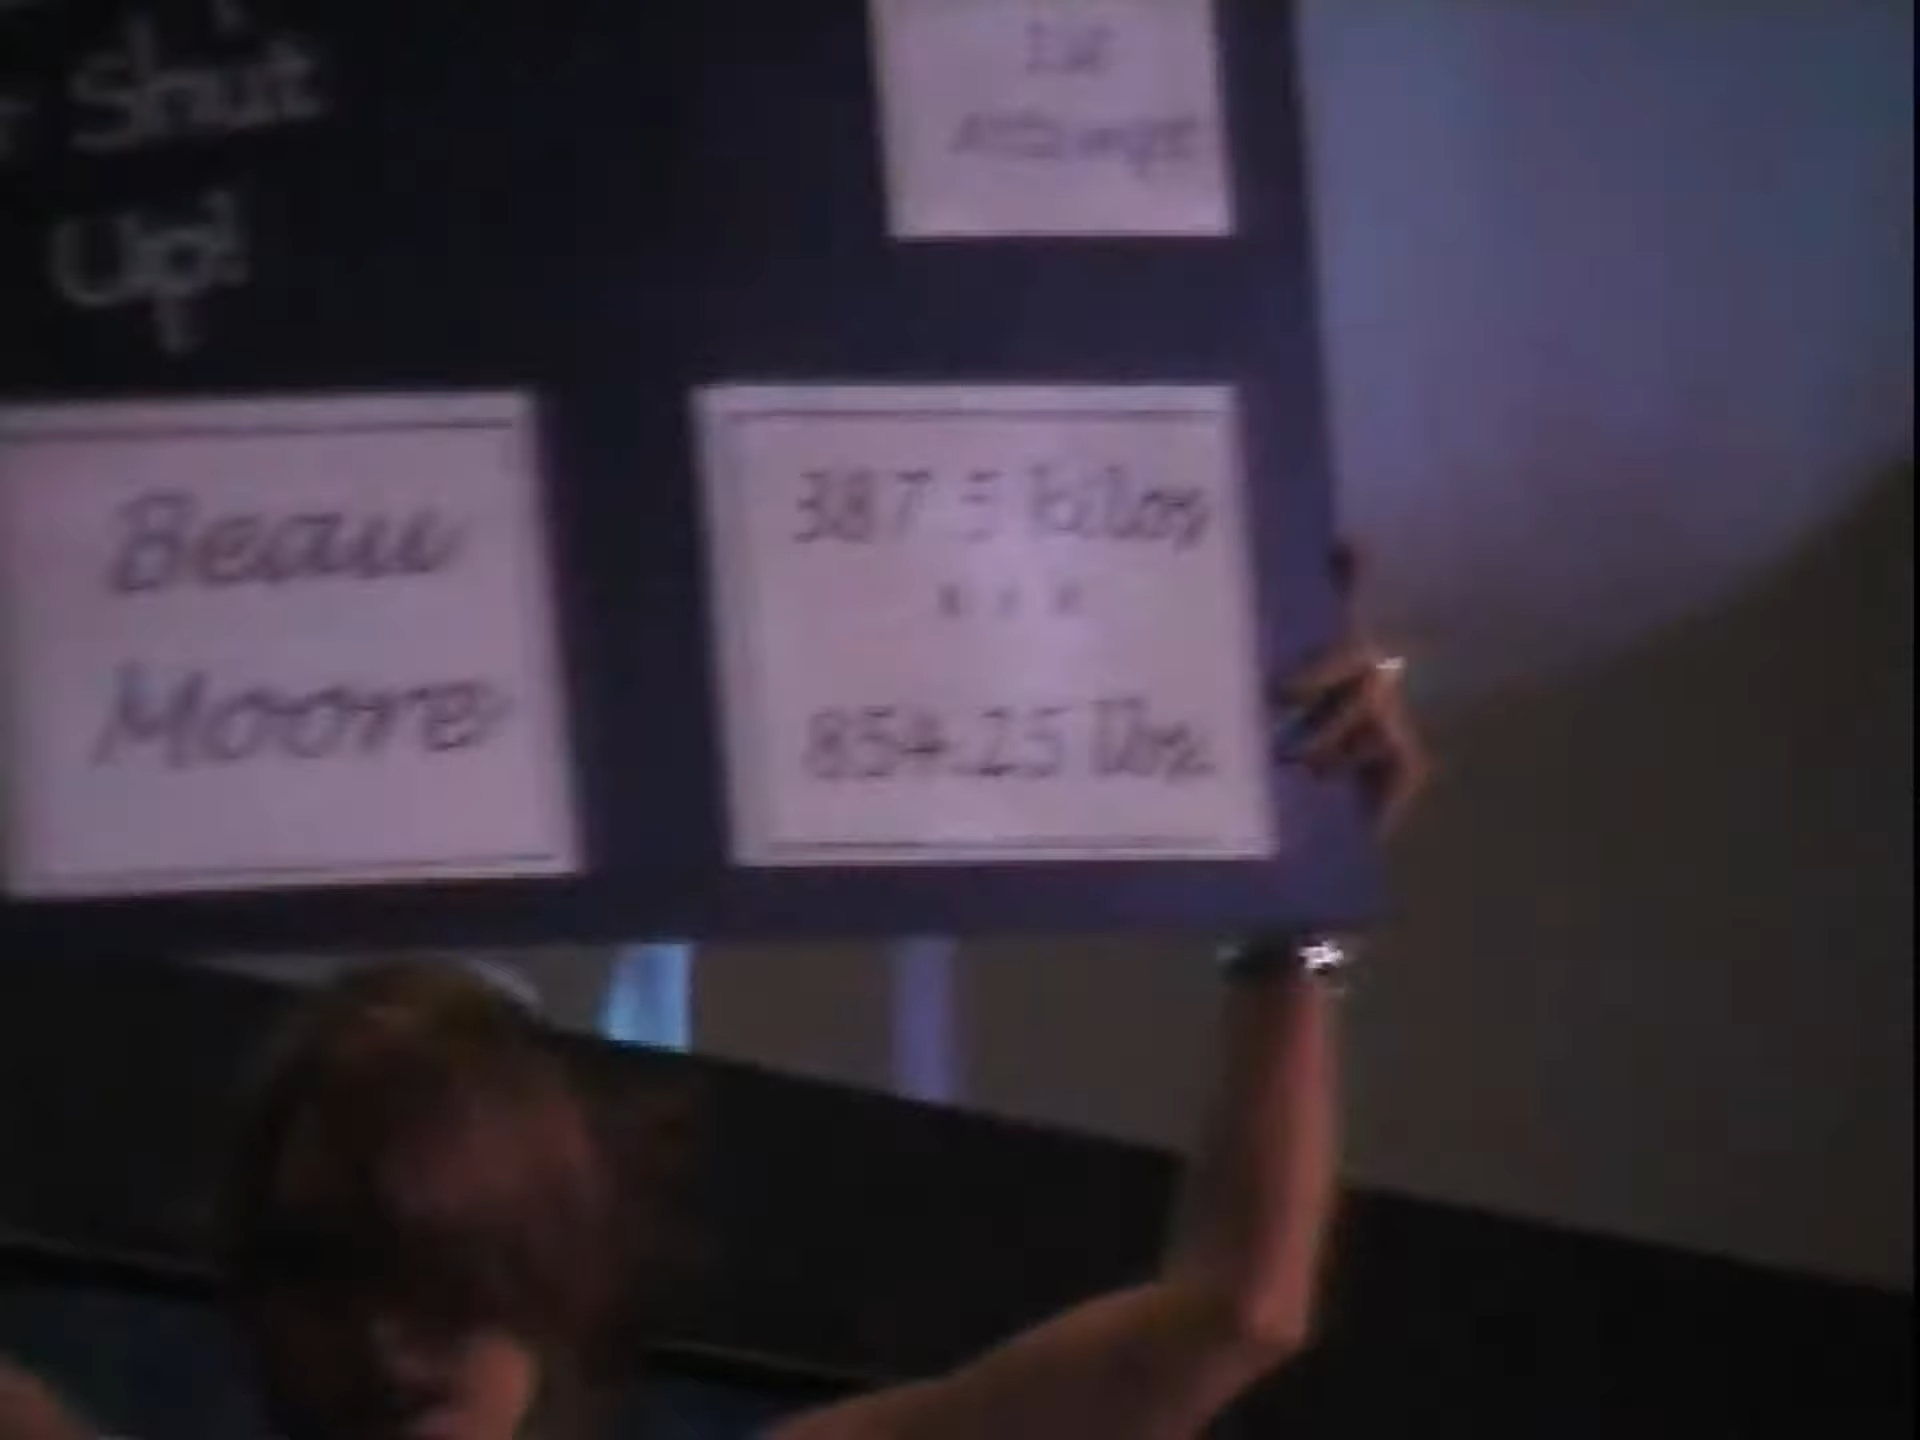 Shut
Up!
1st
Attempt
Beau
Moore
387.5 kilos
* * *
854.25 lbs.